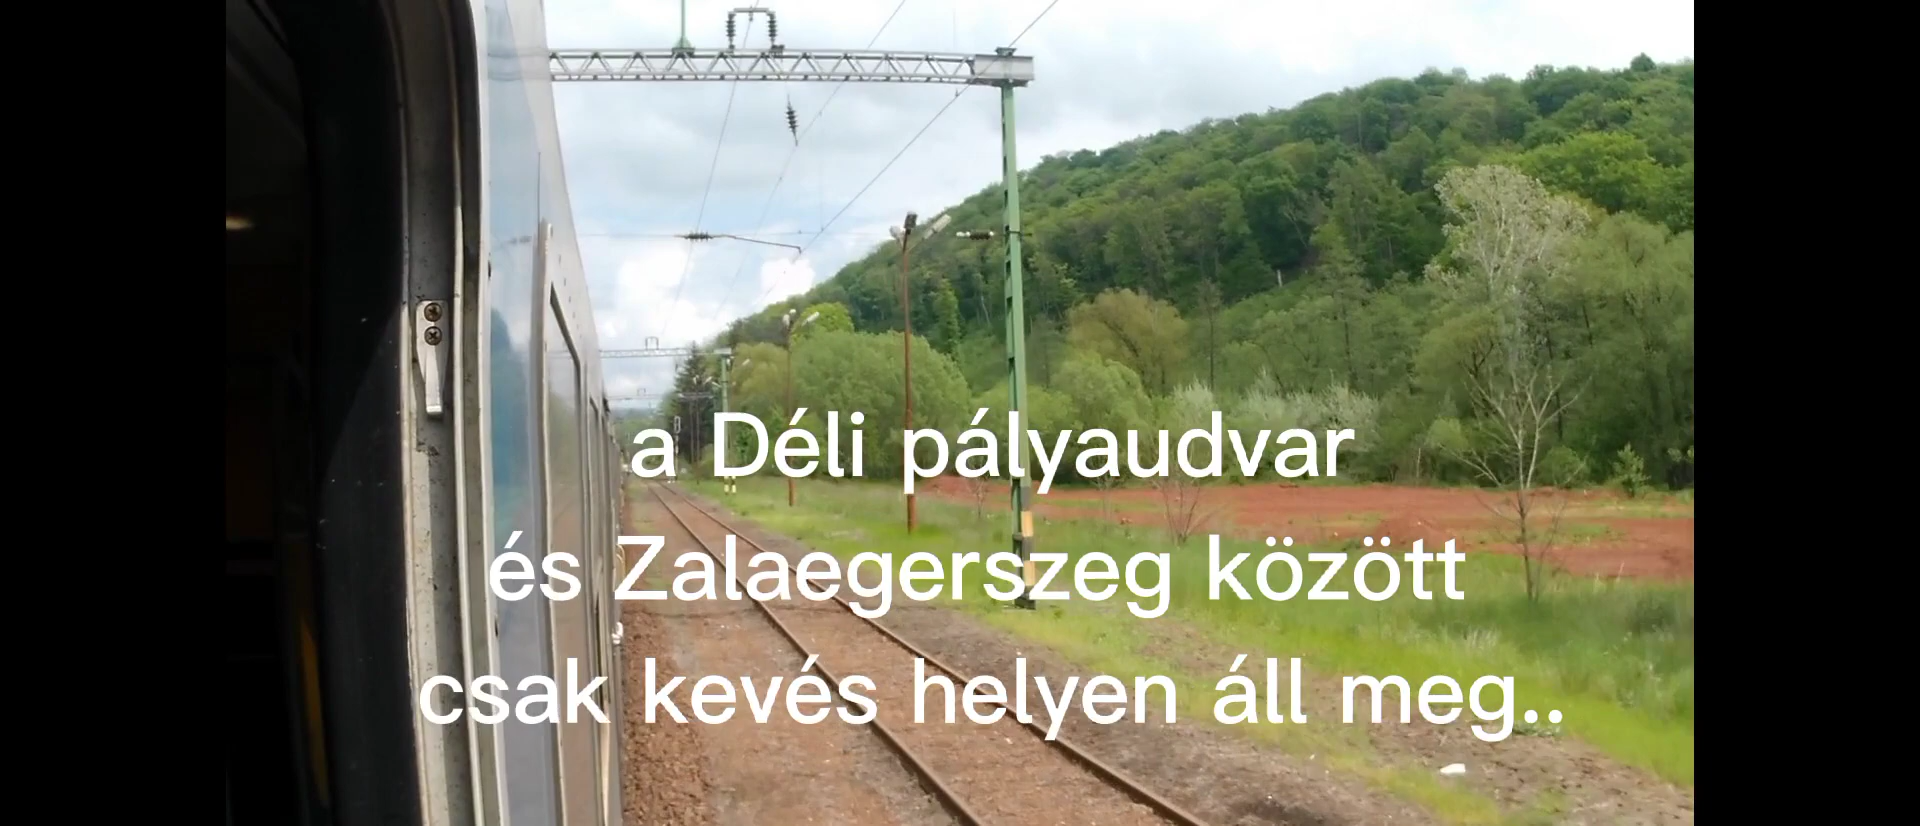 a Déli pályaudvar
és Zalaegerszeg között
csak kevés helyen áll meg..